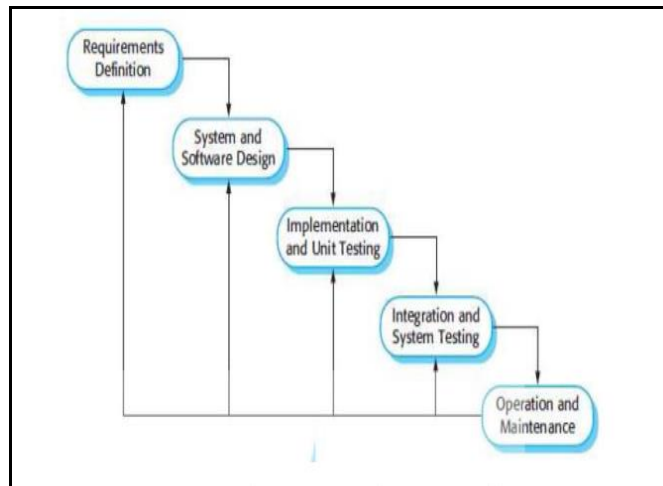 Requirements
Definition
System and
Software Design
Implementation
and Unit Testing
Integration and
System Testing
Operation and
Maintenance